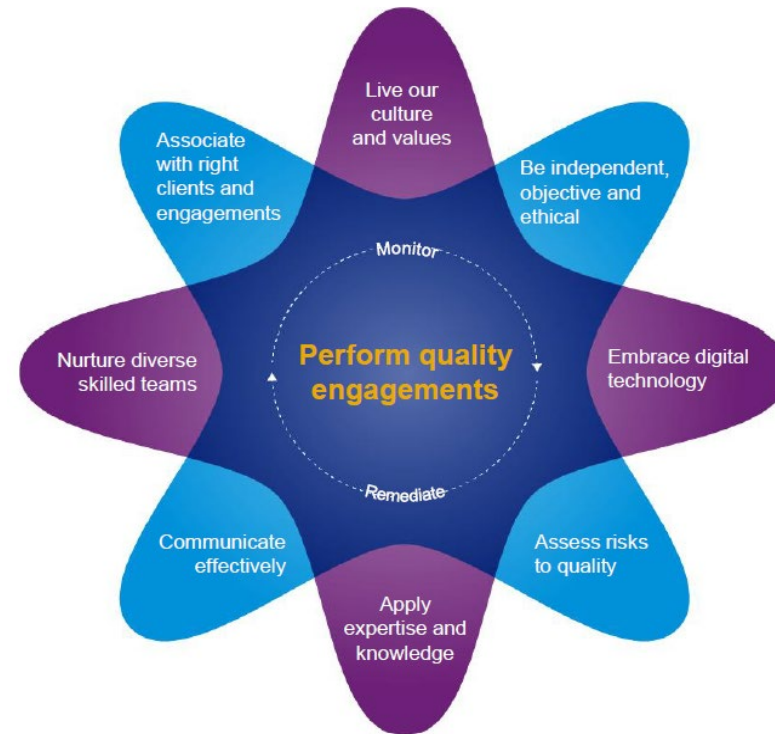 Live our
culture
and values
Associate
with right
clients and
engagements
Be independent,
objective and
ethical
Monitor
Nurture diverse
skilled teams
Perform quality
engagements
Embrace digital
technology
Remediate
Communicate
effectively
Assess risks
to quality
Apply
expertise and
knowledge